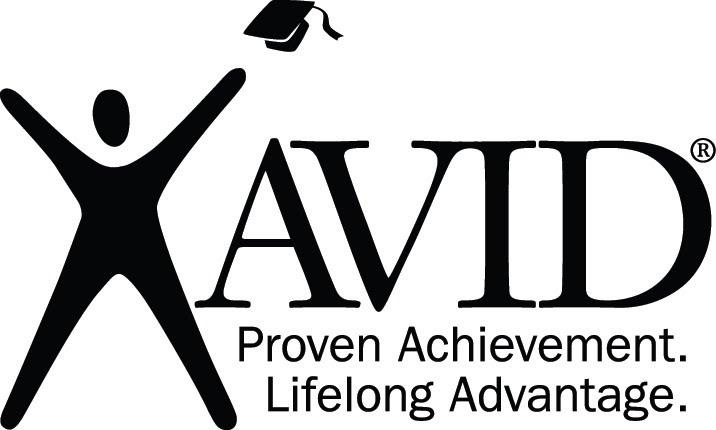 AVID®
Proven Achievement.
Lifelong Advantage.